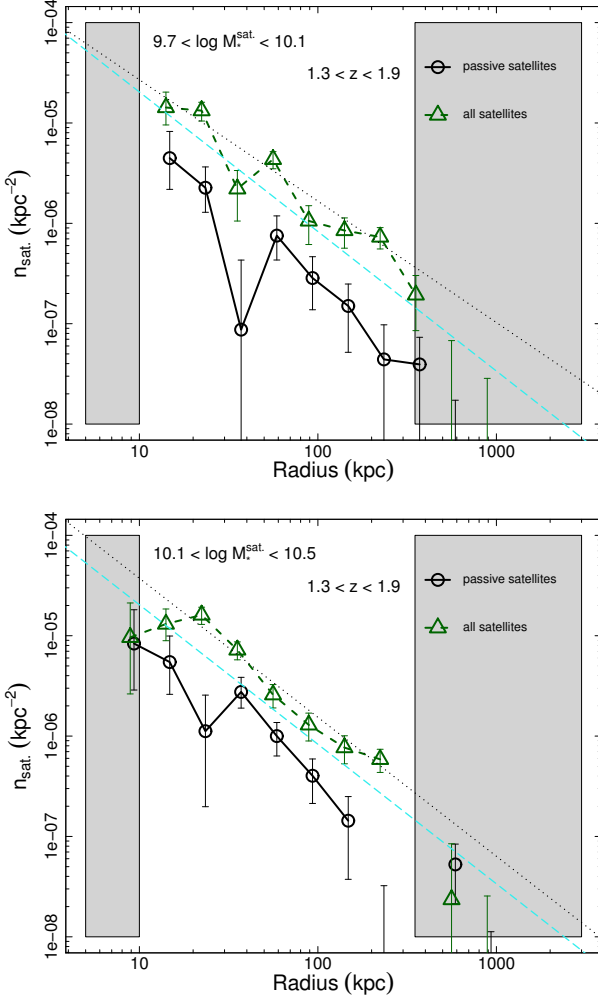 1e−04
9.7 < log M*^sat. < 10.1
1.3 < z < 1.9
passive satellites
all satellites
1e−05
1e−06
1e−07
1e−08
n_sat. (kpc^−2)
10 100 1000
Radius (kpc)
1e−04
10.1 < log M*^sat. < 10.5
1.3 < z < 1.9
passive satellites
all satellites
1e−05
1e−06
1e−07
1e−08
n_sat. (kpc^−2)
10 100 1000
Radius (kpc)